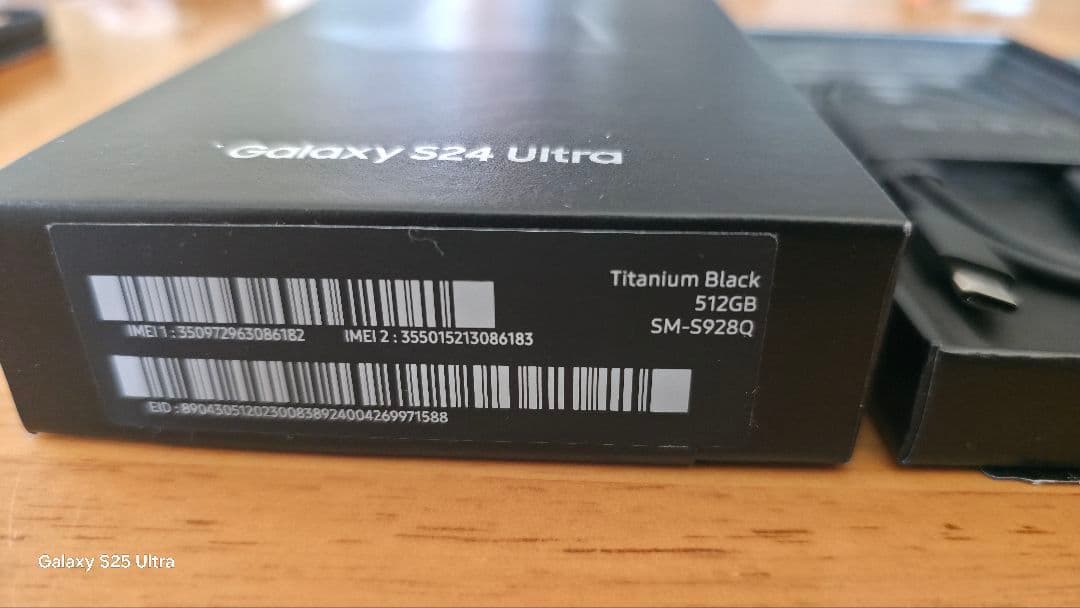 Galaxy S24 Ultra
Titanium Black
512GB
SM-S928Q
IMEI 1 : 350972963086182 IMEI 2 : 355015213086183
EID : 89043051202300838924004269971588
Galaxy S25 Ultra